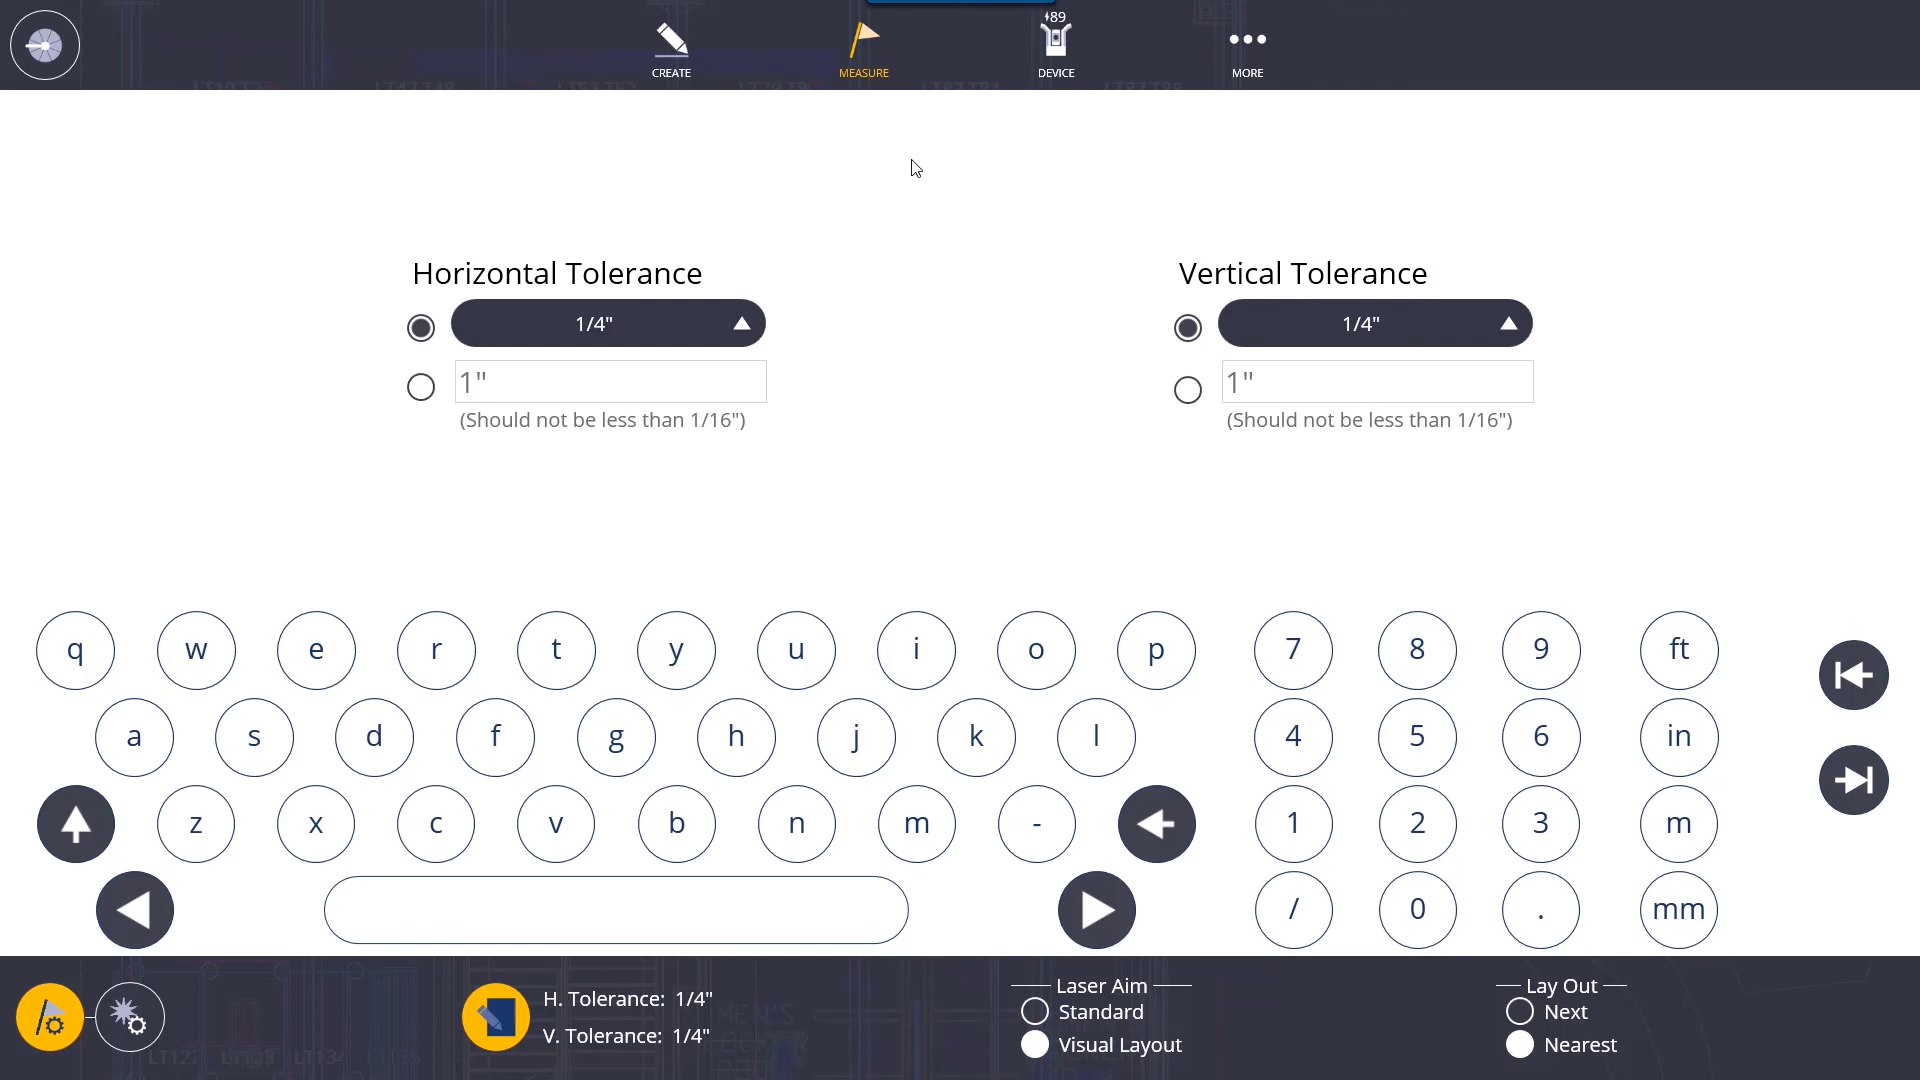 89
CREATE
MEASURE
DEVICE
MORE
Horizontal Tolerance
1/4"
1"
(Should not be less than 1/16")
Vertical Tolerance
1/4"
1"
(Should not be less than 1/16")
q w e r t y u i o p 7 8 9 ft
a s d f g h j k l 4 5 6 in
z x c v b n m - 1 2 3 m
/ 0 . mm
H. Tolerance: 1/4"
V. Tolerance: 1/4"
Laser Aim
Standard
Visual Layout
Lay Out
Next
Nearest
MEN'S